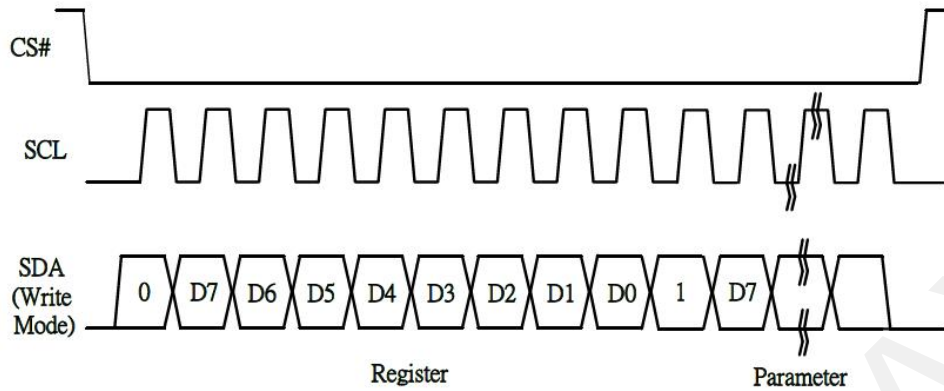 CS#
SCL
SDA
(Write
Mode)
0 D7 D6 D5 D4 D3 D2 D1 D0 1 D7
Register Parameter